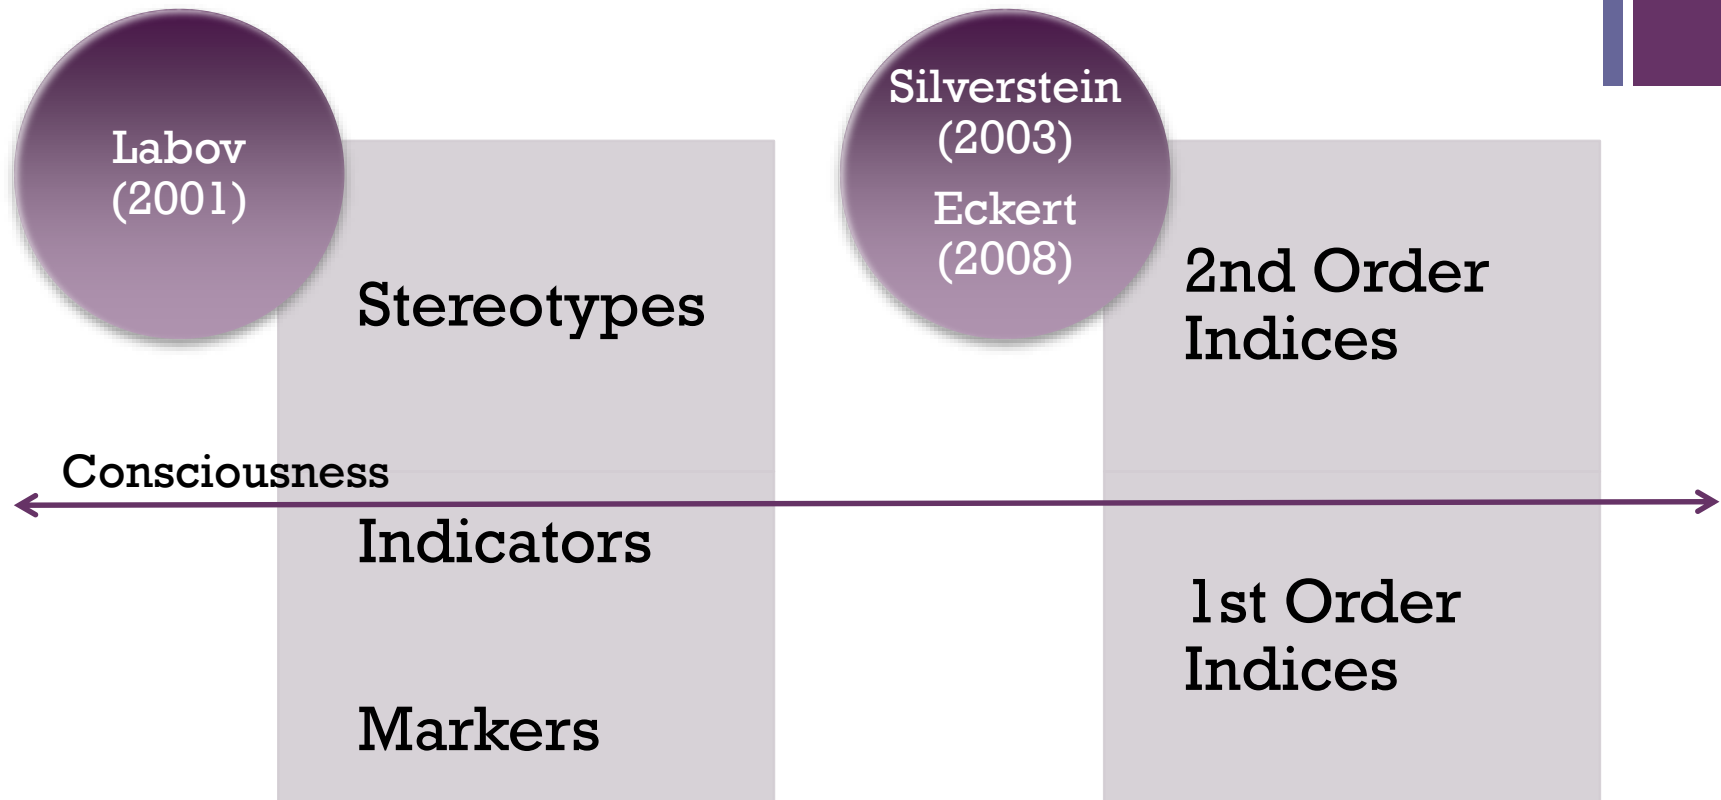 Labov
(2001)
Stereotypes
Consciousness
Indicators
Markers
Silverstein
(2003)
Eckert
(2008)
2nd Order
Indices
1st Order
Indices